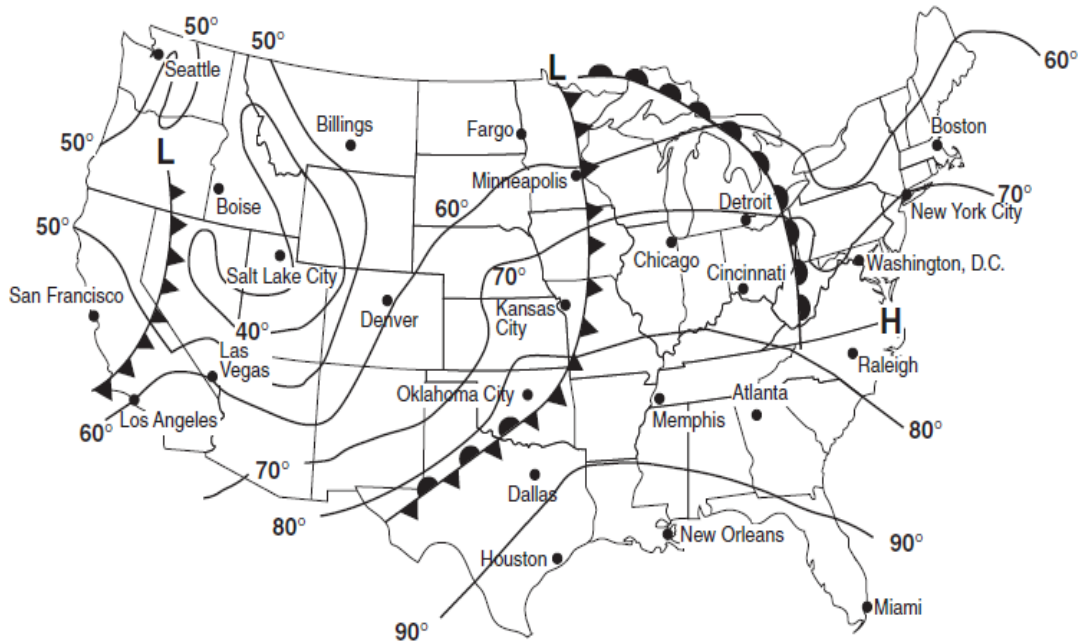 50°
50°
50°
60°
Seattle
L
Billings
Fargo
Boston
50°
L
Minneapolis
Boise
60°
Detroit
70°
New York City
50°
Salt Lake City
70°
Chicago
Cincinnati
Washington, D.C.
San Francisco
40°
Denver
Kansas
City
H
Las
Vegas
Raleigh
Oklahoma City
Atlanta
60°
Los Angeles
Memphis
80°
70°
Dallas
80°
New Orleans
90°
Houston
Miami
90°